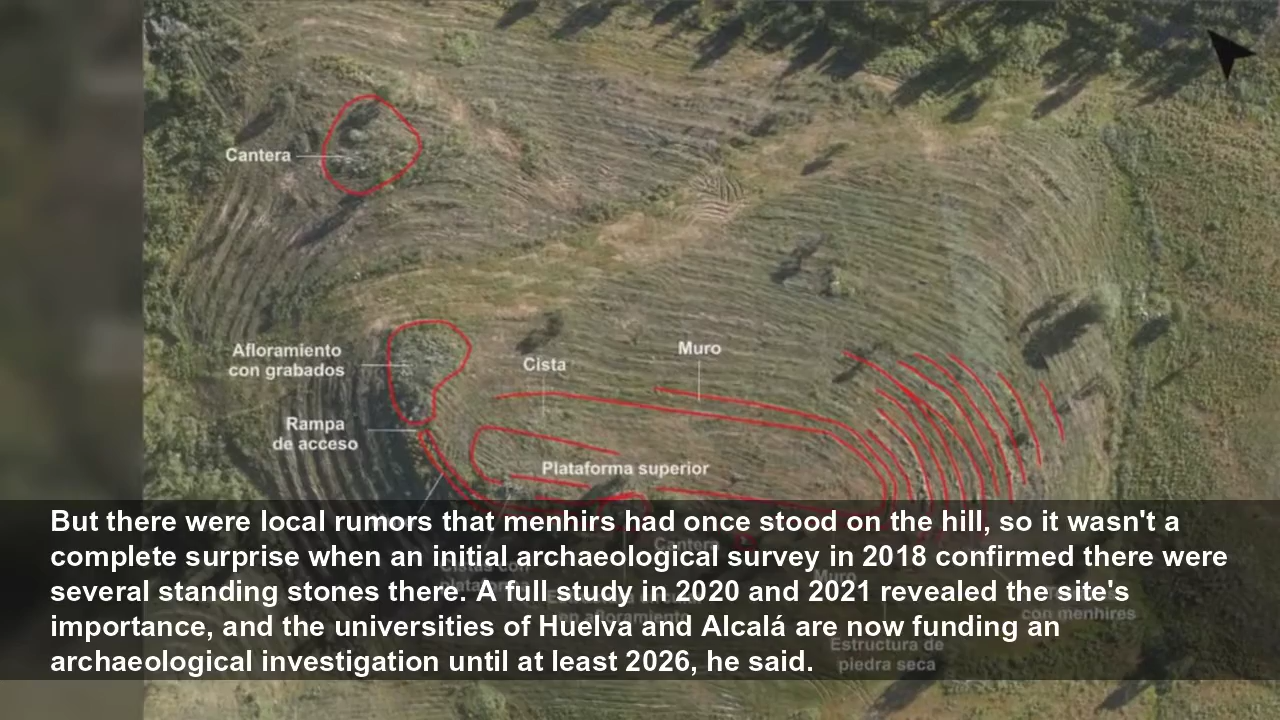 Cantera
Afloramiento
con grabados
Cista
Muro
Rampa
de acceso
Plataforma superior
But there were local rumors that menhirs had once stood on the hill, so it wasn't a
complete surprise when an initial archaeological survey in 2018 confirmed there were
several standing stones there. A full study in 2020 and 2021 revealed the site's
importance, and the universities of Huelva and Alcalá are now funding an
archaeological investigation until at least 2026, he said.
Cantera
Muro
con menhires
Estructura de
piedra seca